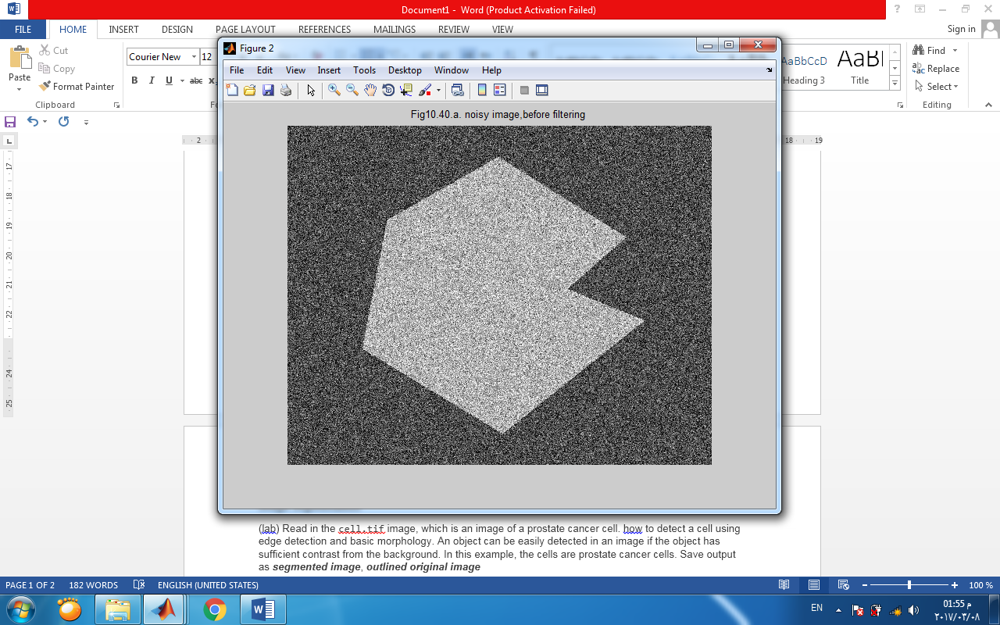 Document1 - Word (Product Activation Failed)
FILE HOME INSERT DESIGN PAGE LAYOUT REFERENCES MAILINGS REVIEW VIEW
Sign in
Paste
Cut
Copy
Format Painter
Clipboard
Courier New 12
B I U abc
Figure 2
File Edit View Insert Tools Desktop Window Help
AaBbCcD AaBl
Heading 3 Title
Find
Replace
Select
Editing
Fig10.40.a. noisy image,before filtering
2
18 19
17
18
19
20
21
22
24
25
(lab) Read in the cell.tif image, which is an image of a prostate cancer cell. how to detect a cell using
edge detection and basic morphology. An object can be easily detected in an image if the object has
sufficient contrast from the background. In this example, the cells are prostate cancer cells. Save output
as segmented image, outlined original image
PAGE 1 OF 2 182 WORDS ENGLISH (UNITED STATES) 100 %
EN
01:55 م
٢٠١٧/٠٣/٠٨